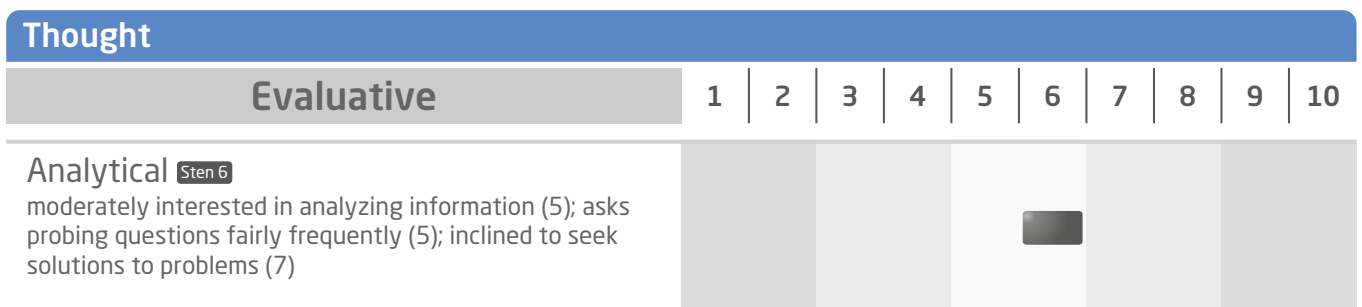 Thought
Evaluative 1 2 3 4 5 6 7 8 9 10
Analytical Sten 6
moderately interested in analyzing information (5); asks
probing questions fairly frequently (5); inclined to seek
solutions to problems (7)